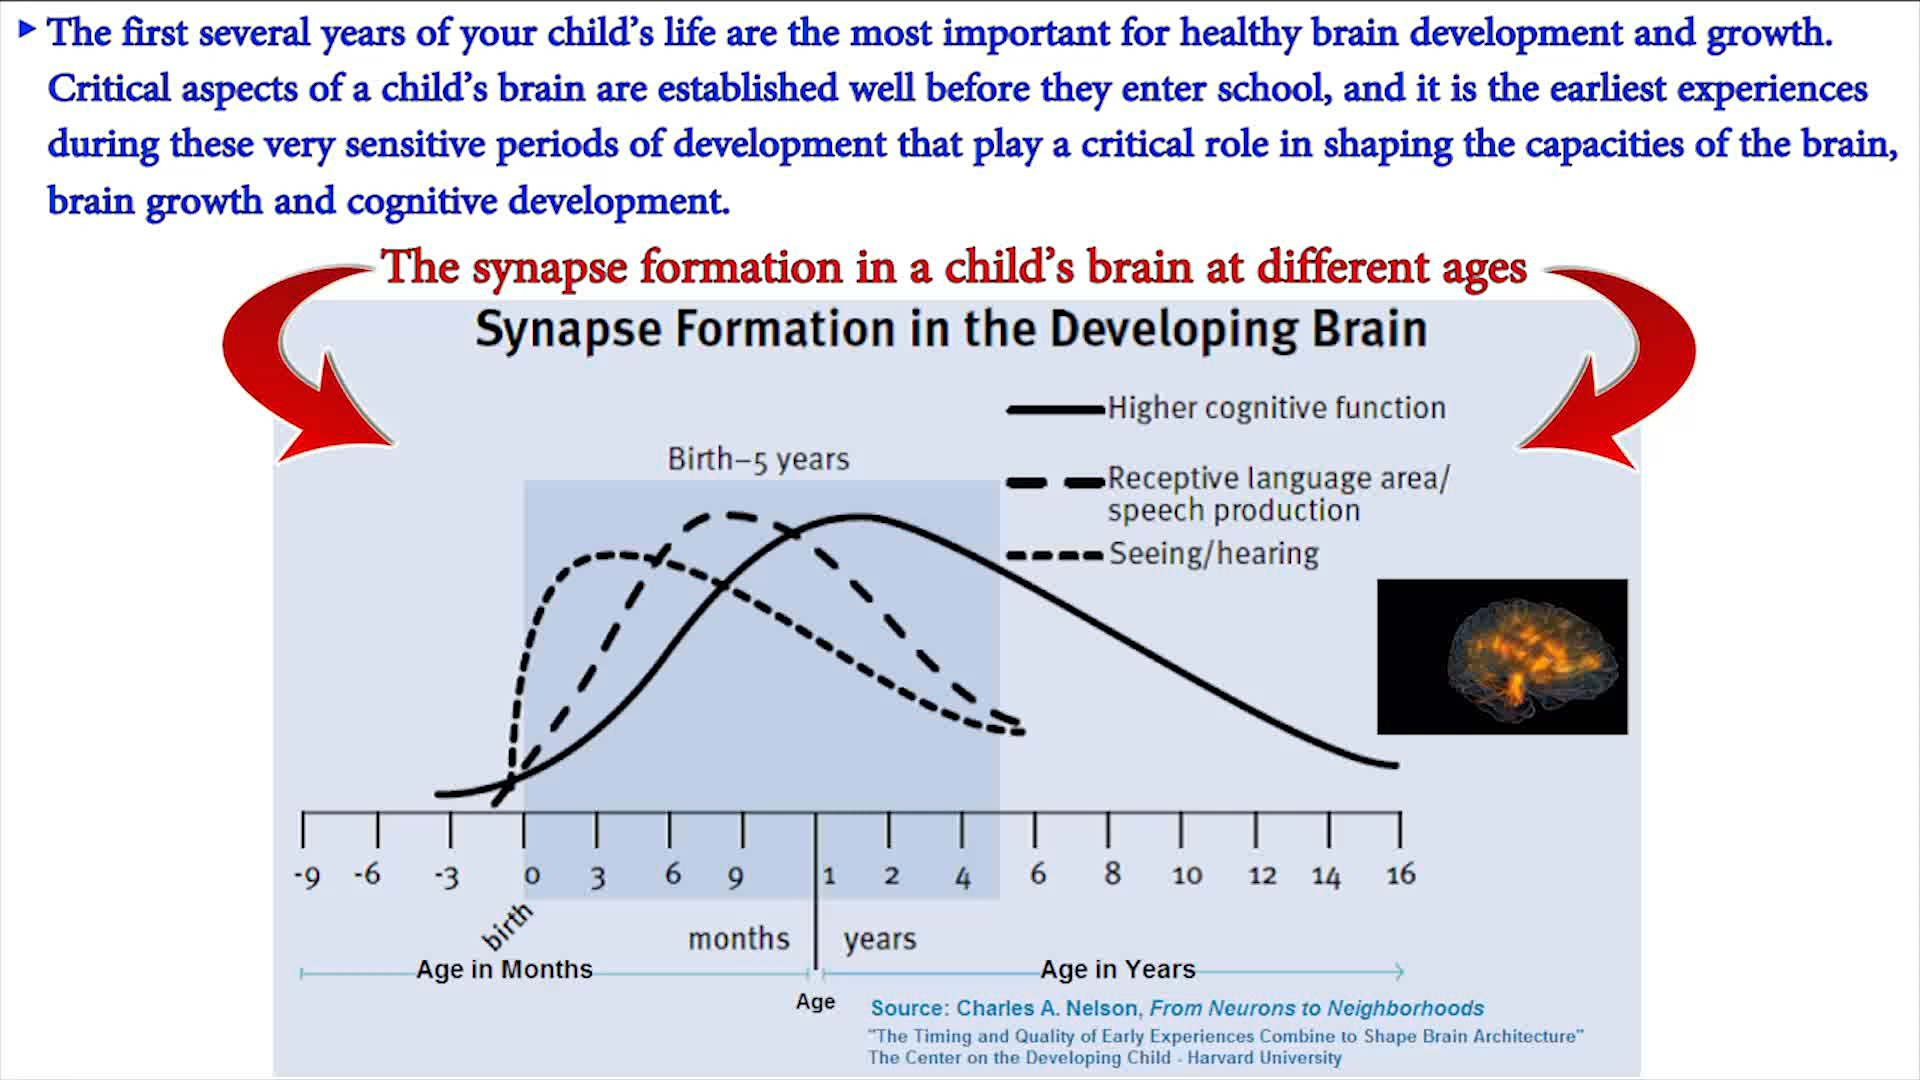 The first several years of your child's life are the most important for healthy brain development and growth.
Critical aspects of a child's brain are established well before they enter school, and it is the earliest experiences
during these very sensitive periods of development that play a critical role in shaping the capacities of the brain,
brain growth and cognitive development.
The synapse formation in a child's brain at different ages
Synapse Formation in the Developing Brain
Higher cognitive function
Birth–5 years
Receptive language area/
speech production
Seeing/hearing
-9 -6 -3 0 3 6 9 1 2 4 6 8 10 12 14 16
birth
months years
Age in Months Age in Years
Age
Source: Charles A. Nelson, From Neurons to Neighborhoods
"The Timing and Quality of Early Experiences Combine to Shape Brain Architecture"
The Center on the Developing Child - Harvard University